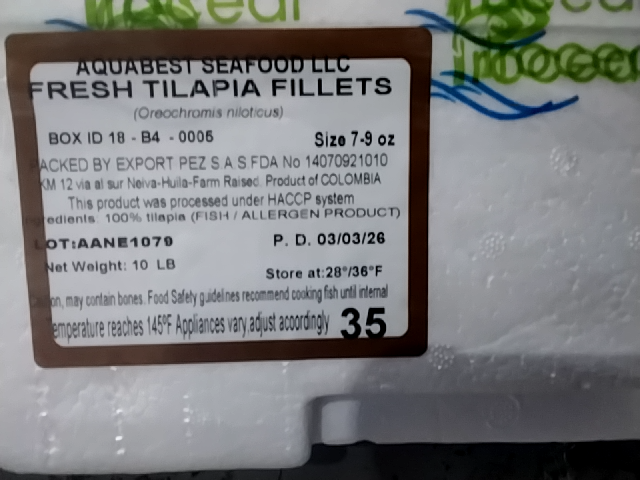 AQUABEST SEAFOOD LLC
FRESH TILAPIA FILLETS
(Oreochromis niloticus)
BOX ID 18 - B4 - 0005
Size 7-9 oz
PACKED BY EXPORT PEZ S.A.S.FDA No 14070921010
KM 12 via al sur Neiva-Huila-Farm Raised. Product of COLOMBIA
This product was processed under HACCP system
ngredients: 100% tilapia (FISH / ALLERGEN PRODUCT)
LOT:AANE1079
P. D. 03/03/26
Net Weight: 10 LB
Store at:28°/36°F
may contain bones. Food Safety guidelines recommend cooking fish until internal
temperature reaches 145°F Appliances vary,adjust acoordingly
35